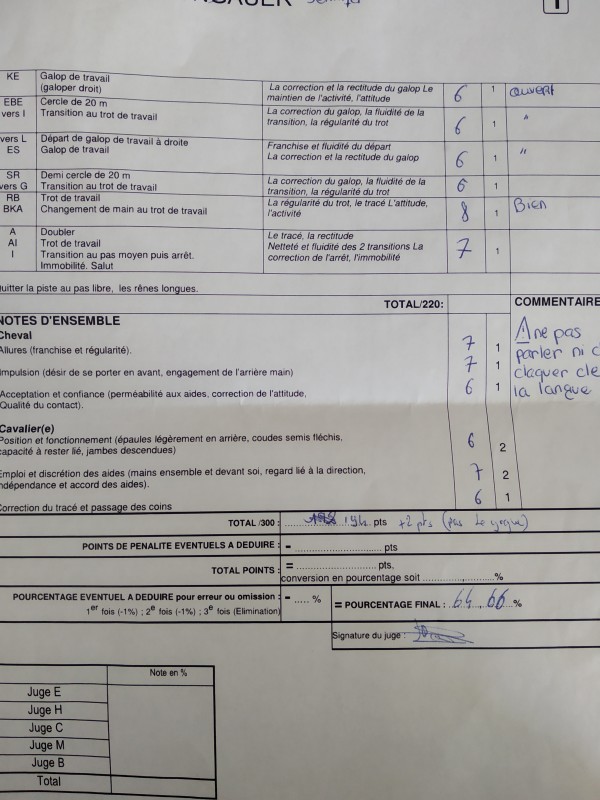 1
KE Galop de travail
(galoper droit) La correction et la rectitude du galop Le maintien de l'activité, l'attitude 6 1 ouvert
EBE Cercle de 20 m
vers I Transition au trot de travail La correction du galop, la fluidité de la transition, la régularité du trot 6 1 "
vers L Départ de galop de travail à droite Franchise et fluidité du départ
ES Galop de travail La correction et la rectitude du galop 6 1 "
SR Demi cercle de 20 m
vers G Transition au trot de travail La correction du galop, la fluidité de la transition, la régularité du trot 6 1
RB Trot de travail
BKA Changement de main au trot de travail La régularité du trot, le tracé L'attitude, l'activité 8 1 Bien
A Doubler Le tracé, la rectitude
AI Trot de travail Netteté et fluidité des 2 transitions La correction de l'arrêt, l'immobilité 7 1
I Transition au pas moyen puis arrêt.
Immobilité. Salut
uitter la piste au pas libre, les rênes longues.
TOTAL/220: COMMENTAIRE
NOTES D'ENSEMBLE
Cheval
Allures (franchise et régularité). 7 1
Impulsion (désir de se porter en avant, engagement de l'arrière main) 7 1
Acceptation et confiance (perméabilité aux aides, correction de l'attitude, 6 1
Qualité du contact).
A ne pas
parler ni
claquer
la langue
Cavalier(e)
Position et fonctionnement (épaules légèrement en arrière, coudes semis fléchis, 6 2
capacité à rester lié, jambes descendues)
Emploi et discrétion des aides (mains ensemble et devant soi, regard lié à la direction, 7 2
indépendance et accord des aides).
Correction du tracé et passage des coins 6 1
TOTAL /300 : 194 pts +2 pts (pas
POINTS DE PENALITE EVENTUELS A DEDUIRE : - ........ pts
TOTAL POINTS : = ........ pts,
conversion en pourcentage soit ........%
POURCENTAGE EVENTUEL A DEDUIRE pour erreur ou omission : - ..... % = POURCENTAGE FINAL : 64,66 %
1er fois (-1%) ; 2e fois (-1%) ; 3e fois (Elimination)
Signature du juge :
Note en %
Juge E
Juge H
Juge C
Juge M
Juge B
Total